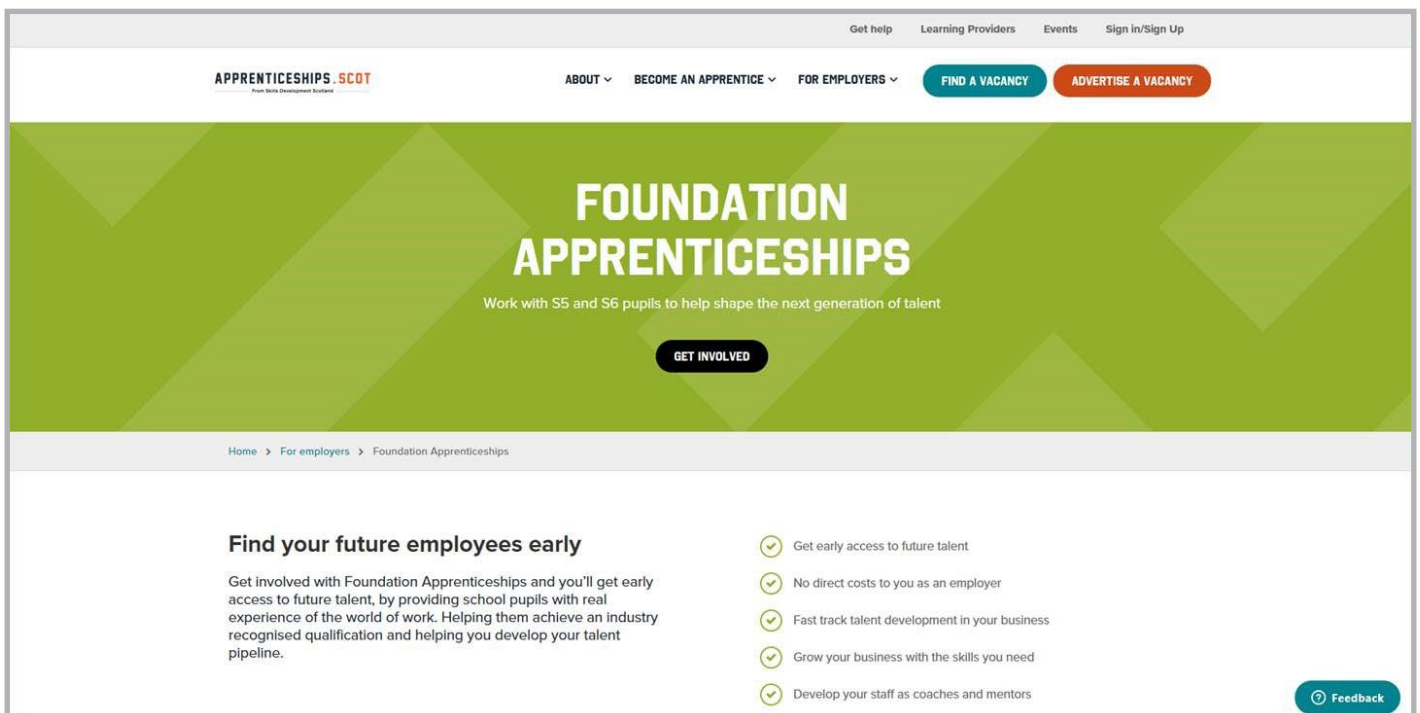 Get help Learning Providers Events Sign in/Sign Up
APPRENTICESHIPS.SCOT
From Skills Development Scotland
ABOUT BECOME AN APPRENTICE FOR EMPLOYERS FIND A VACANCY ADVERTISE A VACANCY
FOUNDATION
APPRENTICESHIPS
Work with S5 and S6 pupils to help shape the next generation of talent
GET INVOLVED
Home > For employers > Foundation Apprenticeships
Find your future employees early
Get involved with Foundation Apprenticeships and you'll get early
access to future talent, by providing school pupils with real
experience of the world of work. Helping them achieve an industry
recognised qualification and helping you develop your talent
pipeline.
Get early access to future talent
No direct costs to you as an employer
Fast track talent development in your business
Grow your business with the skills you need
Develop your staff as coaches and mentors
Feedback